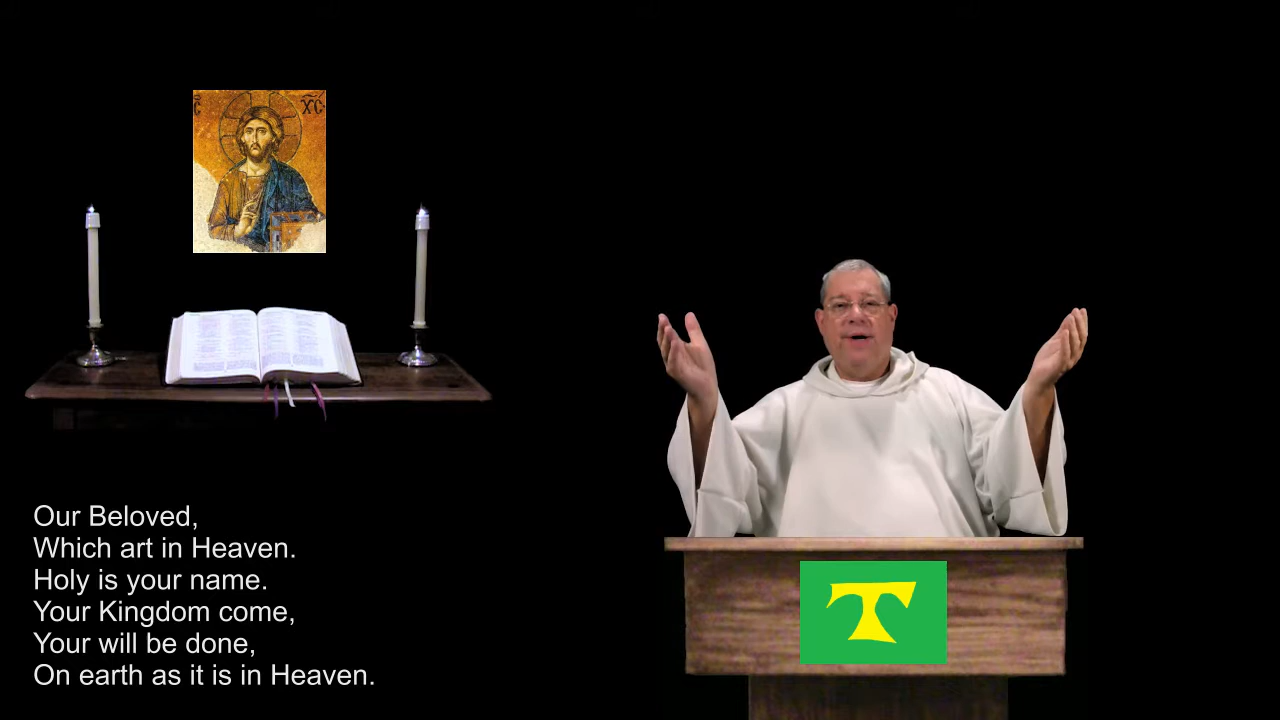 XC
Our Beloved,
Which art in Heaven.
Holy is your name.
Your Kingdom come,
Your will be done,
On earth as it is in Heaven.
T